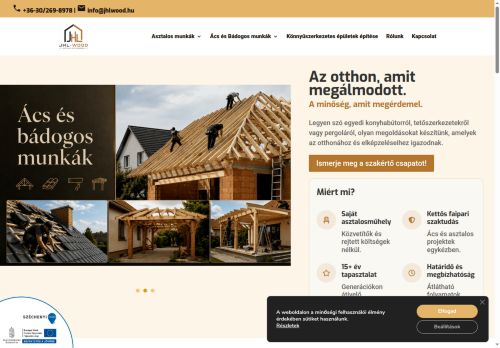 +36-30/269-8978 | info@jhlwood.hu
JHL-WOOD
Asztalos munkák
Ács és Bádogos munkák
Könnyűszerkezetes épületek építése
Rólunk
Kapcsolat
Ács és
bádogos
munkák
Az otthon, amit
megálmodott.
A minőség, amit megérdemel.
Legyen szó egyedi konyhabútorról, tetőszerkezetekről
vagy pergoláról, olyan megoldásokat készítünk, amelyek
az otthonához és elképzeléseihez igazodnak.
Ismerje meg a szakértő csapatot!
Miért mi?
Saját
asztalosműhely
Közvetítők és
rejtett költségek
nélkül.
Kettős faipari
szaktudás
Ács és asztalos
projektek
egykézben.
15+ év
tapasztalat
Generációkon
átívelő
Határidő és
megbízhatóság
Átlátható
folyamatok
SZÉCHENYI
A weboldalon a minőségi felhasználói élmény
érdekében sütiket használunk.
Részletek
Elfogad
Beállítások